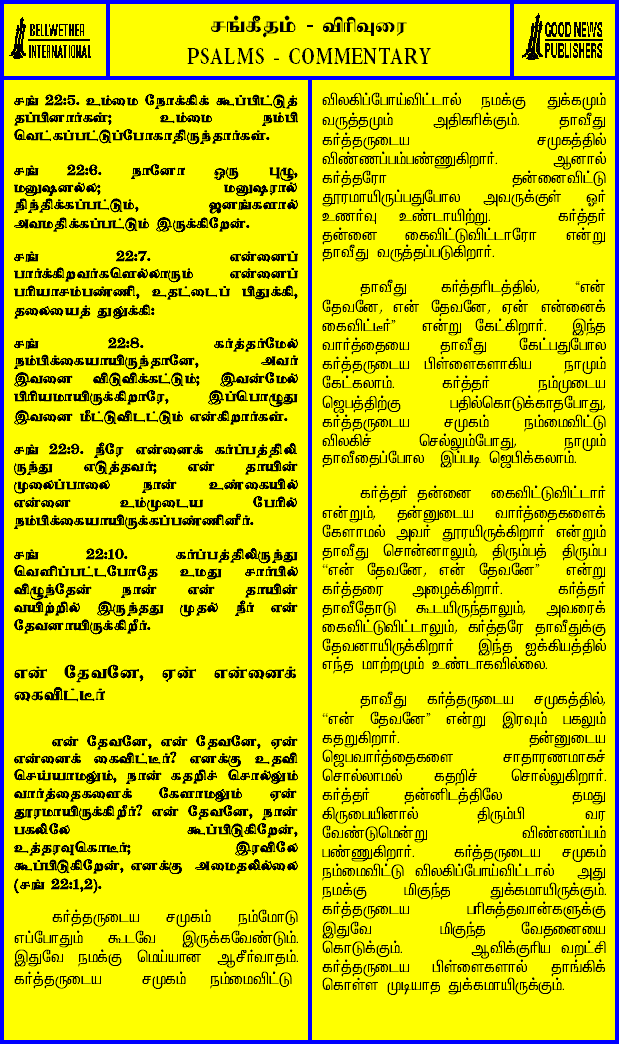 BELLWETHER
INTERNATIONAL
சங்கீதம் - விரிவுரை
PSALMS - COMMENTARY
GOOD NEWS
PUBLISHERS
சங் 22:5. உம்மை நோக்கிக் கூப்பிட்டுத்
தப்பினார்கள்; உம்மை நம்பி
வெட்கப்பட்டுப்போகாதிருந்தார்கள்.
சங் 22:6. நானோ ஒரு புழு,
மனுஷனல்ல; மனுஷரால்
நிந்திக்கப்பட்டும், ஜனங்களால்
அவமதிக்கப்பட்டும் இருக்கிறேன்.
சங் 22:7. என்னைப்
பார்க்கிறவர்களெல்லாரும் என்னைப்
பரியாசம்பண்ணி, உதட்டைப் பிதுக்கி,
தலையைத் துலுக்கி:
சங் 22:8. கர்த்தர்மேல்
நம்பிக்கையாயிருந்தானே, அவர்
இவனை விடுவிக்கட்டும்; இவன்மேல்
பிரியமாயிருக்கிறாரே, இப்பொழுது
இவனை மீட்டுவிடட்டும் என்கிறார்கள்.
சங் 22:9. நீரே என்னைக் கர்ப்பத்திலி
ருந்து எடுத்தவர்; என் தாயின்
முலைப்பாலை நான் உண்கையில்
என்னை உம்முடைய பேரில்
நம்பிக்கையாயிருக்கப்பண்ணினீர்.
சங் 22:10. கர்ப்பத்திலிருந்து
வெளிப்பட்டபோதே உமது சார்பில்
விழுந்தேன் நான் என் தாயின்
வயிற்றில் இருந்தது முதல் நீர் என்
தேவனாயிருக்கிறீர்.
என் தேவனே, ஏன் என்னைக்
கைவிட்டீர்
என் தேவனே, என் தேவனே, ஏன்
என்னைக் கைவிட்டீர்? எனக்கு உதவி
செய்யாமலும், நான் கதறிச் சொல்லும்
வார்த்தைகளைக் கேளாமலும் ஏன்
தூரமாயிருக்கிறீர்? என் தேவனே, நான்
பகலிலே கூப்பிடுகிறேன்,
உத்தரவுகொடீர்; இரவிலே
கூப்பிடுகிறேன், எனக்கு அமைதலில்லை
(சங் 22:1,2).
கர்த்தருடைய சமுகம் நம்மோடு
எப்போதும் கூடவே இருக்கவேண்டும்.
இதுவே நமக்கு மெய்யான ஆசீர்வாதம்.
கர்த்தருடைய சமுகம் நம்மைவிட்டு
விலகிப்போய்விட்டால் நமக்கு துக்கமும்
வருத்தமும் அதிகரிக்கும். தாவீது
கர்த்தருடைய சமுகத்தில்
விண்ணப்பம்பண்ணுகிறார். ஆனால்
கர்த்தரோ தன்னைவிட்டு
தூரமாயிருப்பதுபோல அவருக்குள் ஓர்
உணர்வு உண்டாயிற்று. கர்த்தர்
தன்னை கைவிட்டுவிட்டாரோ என்று
தாவீது வருத்தப்படுகிறார்.
தாவீது கர்த்தரிடத்தில், “என்
தேவனே, என் தேவனே, ஏன் என்னைக்
கைவிட்டீர்” என்று கேட்கிறார். இந்த
வார்த்தையை தாவீது கேட்பதுபோல
கர்த்தருடைய பிள்ளைகளாகிய நாமும்
கேட்கலாம். கர்த்தர் நம்முடைய
ஜெபத்திற்கு பதில்கொடுக்காதபோது,
கர்த்தருடைய சமுகம் நம்மைவிட்டு
விலகிச் செல்லும்போது, நாமும்
தாவீதைப்போல இப்படி ஜெபிக்கலாம்.
கர்த்தர் தன்னை கைவிட்டுவிட்டார்
என்றும், தன்னுடைய வார்த்தைகளைக்
கேளாமல் அவர் தூரயிருக்கிறார் என்றும்
தாவீது சொன்னாலும், திரும்பத் திரும்ப
“என் தேவனே, என் தேவனே” என்று
கர்த்தரை அழைக்கிறார். கர்த்தர்
தாவீதோடு கூடயிருந்தாலும், அவரைக்
கைவிட்டுவிட்டாலும், கர்த்தரே தாவீதுக்கு
தேவனாயிருக்கிறார் இந்த ஐக்கியத்தில்
எந்த மாற்றமும் உண்டாகவில்லை.
தாவீது கர்த்தருடைய சமுகத்தில்,
“என் தேவனே” என்று இரவும் பகலும்
கதறுகிறார். தன்னுடைய
ஜெபவார்த்தைகளை சாதாரணமாகச்
சொல்லாமல் கதறிச் சொல்லுகிறார்.
கர்த்தர் தன்னிடத்திலே தமது
கிருபையினால் திரும்பி வர
வேண்டுமென்று விண்ணப்பம்
பண்ணுகிறார். கர்த்தருடைய சமுகம்
நம்மைவிட்டு விலகிப்போய்விட்டால் அது
நமக்கு மிகுந்த துக்கமாயிருக்கும்.
கர்த்தருடைய பரிசுத்தவான்களுக்கு
இதுவே மிகுந்த வேதனையை
கொடுக்கும். ஆவிக்குரிய வறட்சி
கர்த்தருடைய பிள்ளைகளால் தாங்கிக்
கொள்ள முடியாத துக்கமாயிருக்கும்.